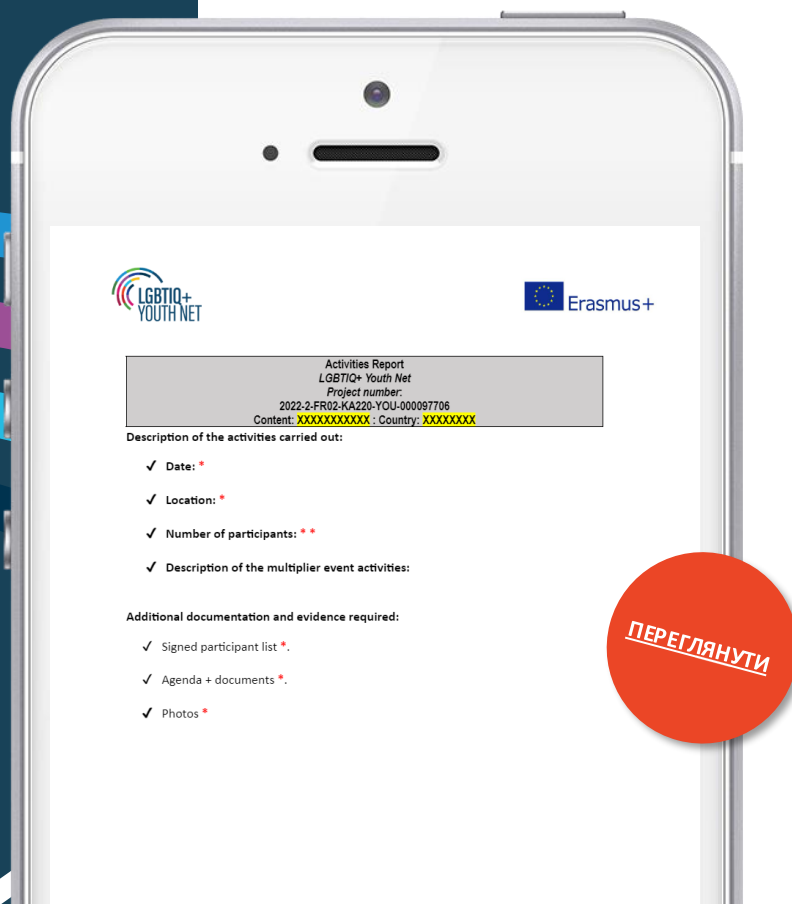 LGBTIQ+
YOUTH NET
Erasmus+
Activities Report
LGBTIQ+ Youth Net
Project number:
2022-2-FR02-KA220-YOU-000097706
Content: XXXXXXXXXXX : Country: XXXXXXXX
Description of the activities carried out:
✓ Date: *
✓ Location: *
✓ Number of participants: * *
✓ Description of the multiplier event activities:
Additional documentation and evidence required:
✓ Signed participant list *.
✓ Agenda + documents *.
✓ Photos *
ПЕРЕГЛЯНУТИ